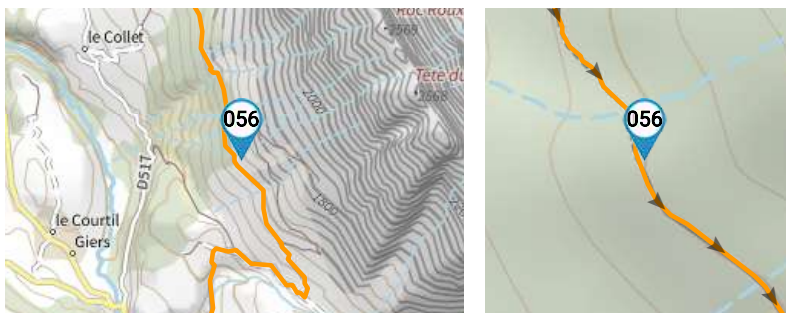 Roc Roux
2569
le Collet
Tête du
2668
2000
056
056
D517
1800
le Courtil
Giers